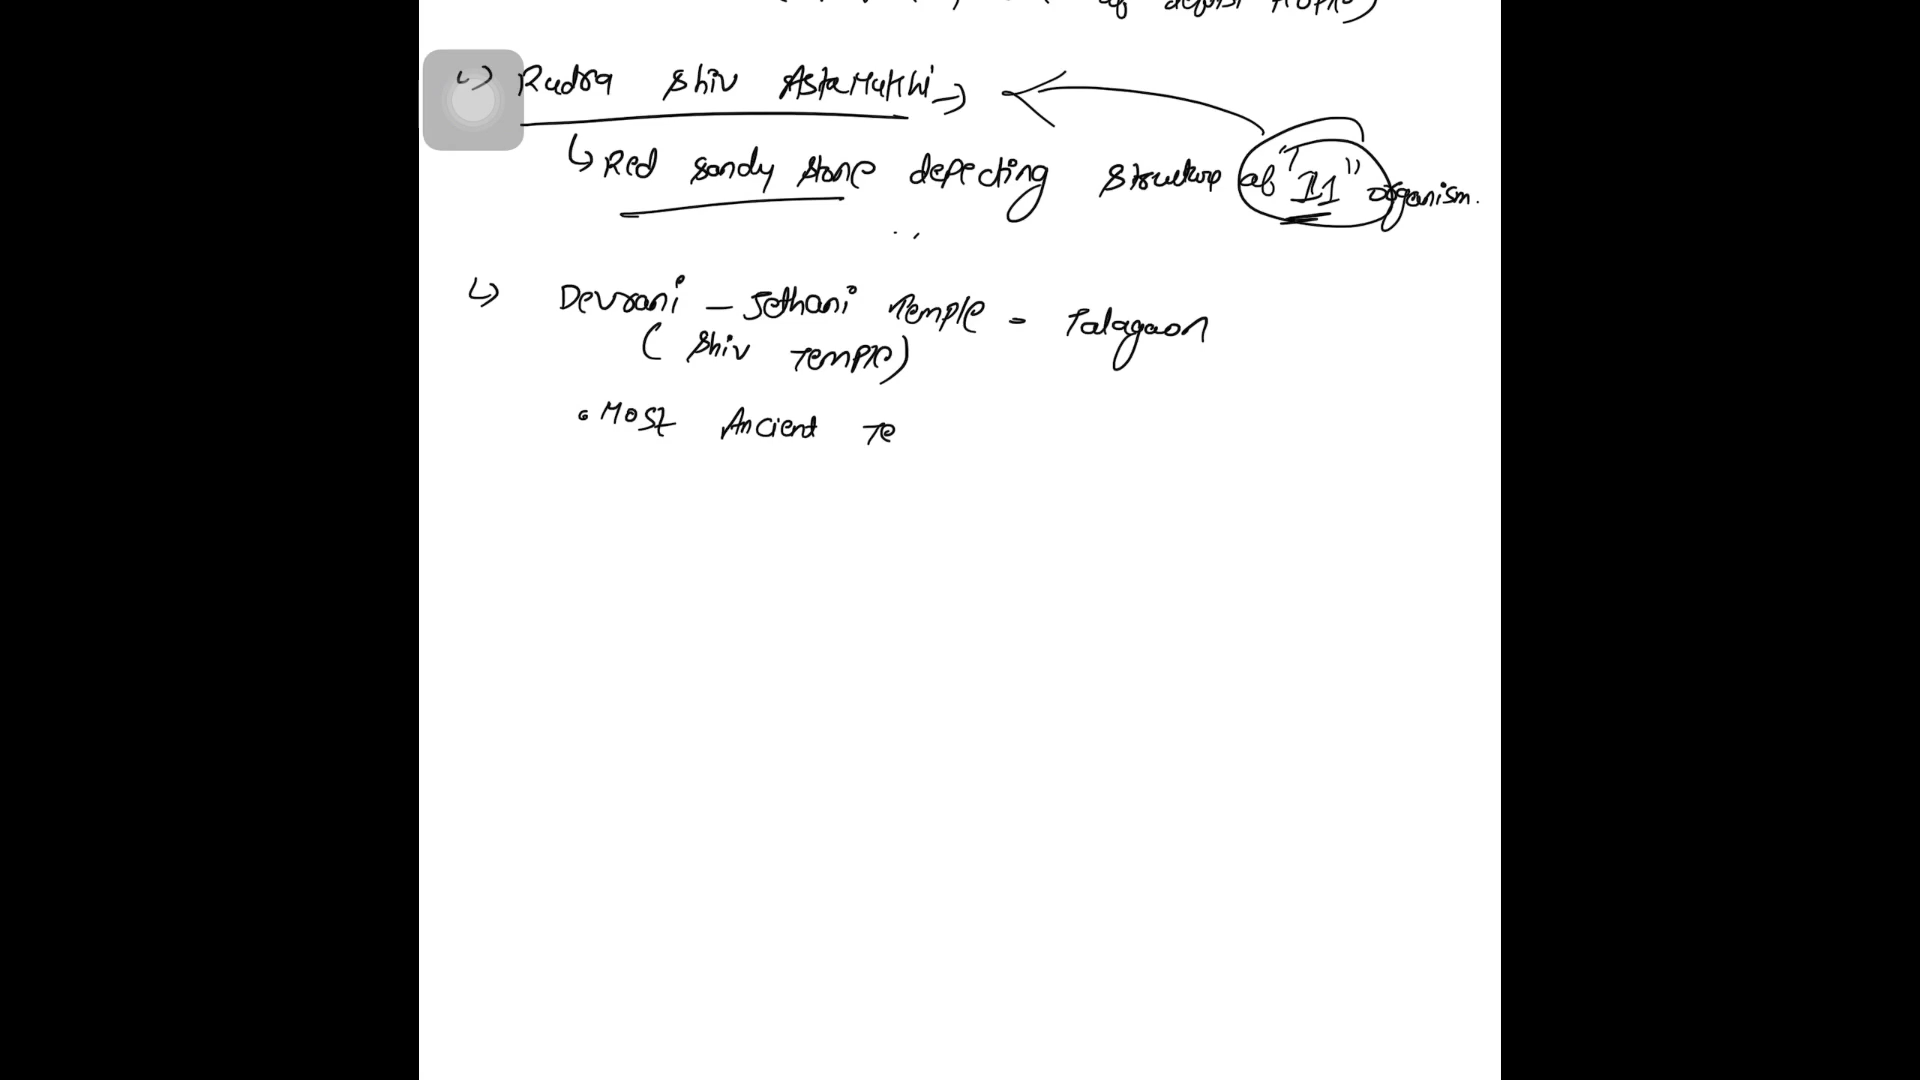 ↳ Rudra Shiv AstaMukhi →
↳ Red sandy stone depecting structure of "11" organism.
↳ Devrani - Jethani Temple = Talagaon
(Shiv Temple)
• Most Ancient Te